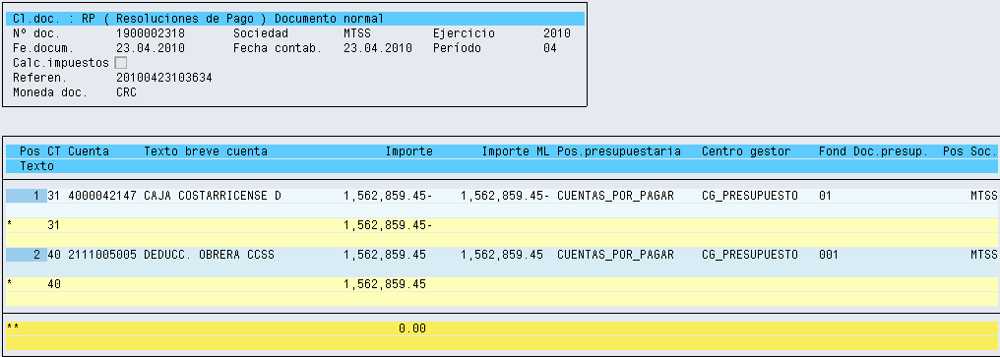 Cl.doc. : RP ( Resoluciones de Pago ) Documento normal
Nº doc. 1900002318 Sociedad MTSS Ejercicio 2010
Fe.docum. 23.04.2010 Fecha contab. 23.04.2010 Período 04
Calc.impuestos
Referen. 20100423103634
Moneda doc. CRC
Pos CT Cuenta Texto breve cuenta Importe Importe ML Pos.presupuestaria Centro gestor Fond Doc.presup. Pos Soc.
Texto
1 31 4000042147 CAJA COSTARRICENSE D 1,562,859.45- 1,562,859.45- CUENTAS_POR_PAGAR CG_PRESUPUESTO 01 MTSS
* 31 1,562,859.45-
2 40 2111005005 DEDUCC. OBRERA CCSS 1,562,859.45 1,562,859.45 CUENTAS_POR_PAGAR CG_PRESUPUESTO 001 MTSS
* 40 1,562,859.45
** 0.00